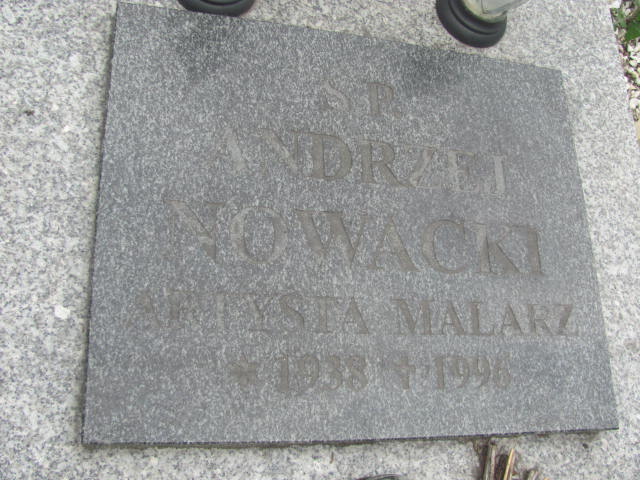 S.P.
ANDRZEJ
NOWACKI
ARTYSTA MALARZ
* 1938 † 1996